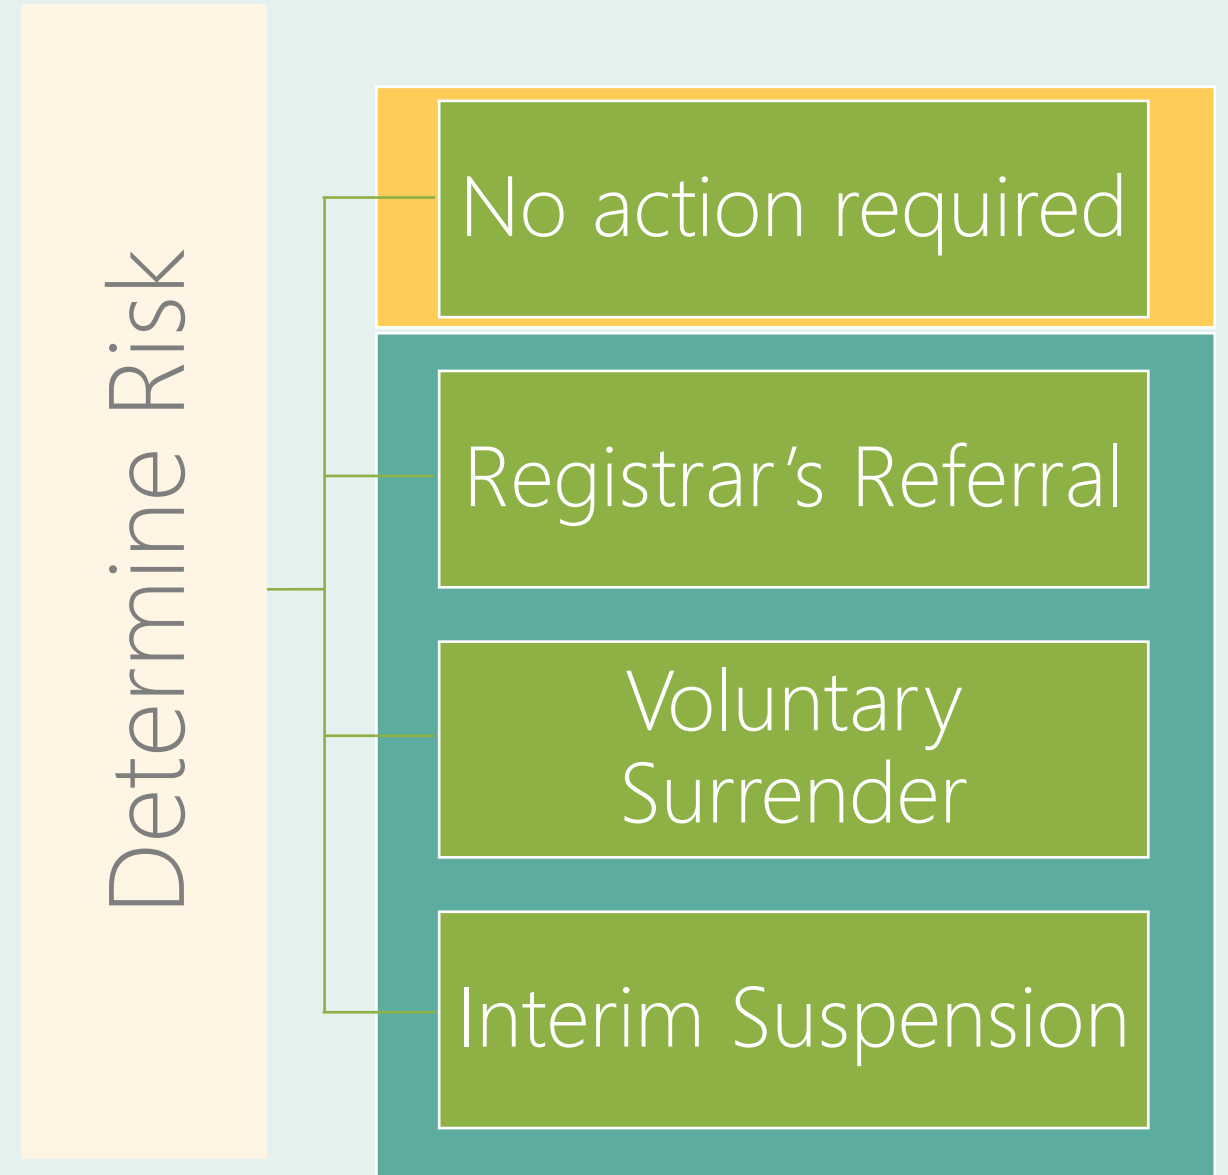 Determine Risk
No action required
Registrar’s Referral
Voluntary
Surrender
Interim Suspension